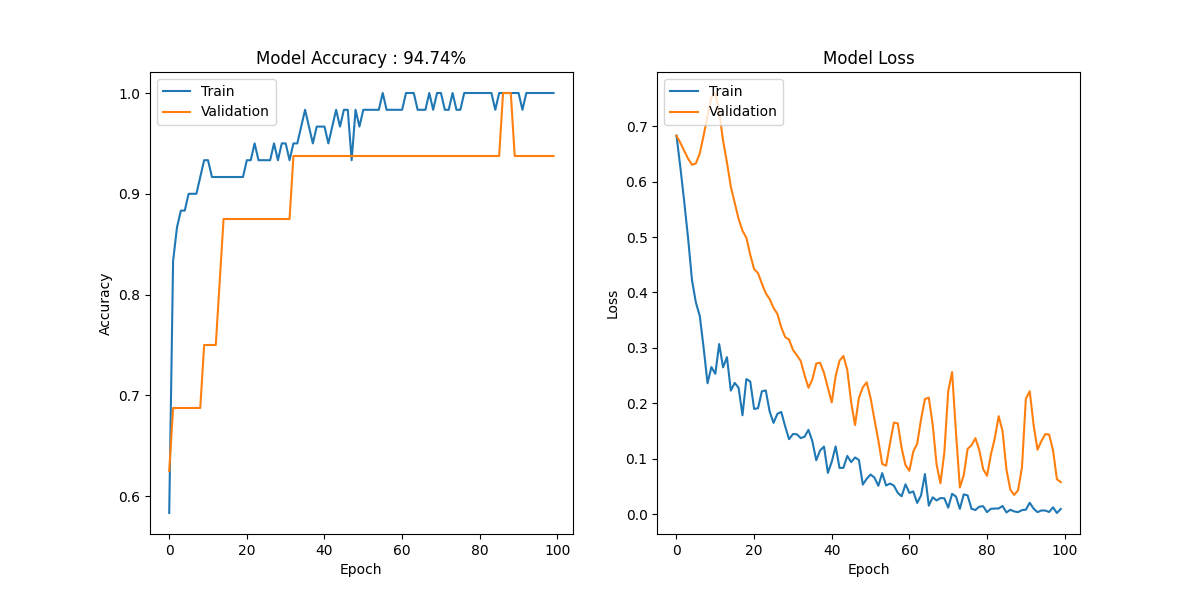 Model Accuracy : 94.74%
Train
Validation
1.0
0.9
0.8
0.7
0.6
Accuracy
0 20 40 60 80 100
Epoch
Model Loss
Train
Validation
0.7
0.6
0.5
0.4
0.3
0.2
0.1
0.0
Loss
0 20 40 60 80 100
Epoch